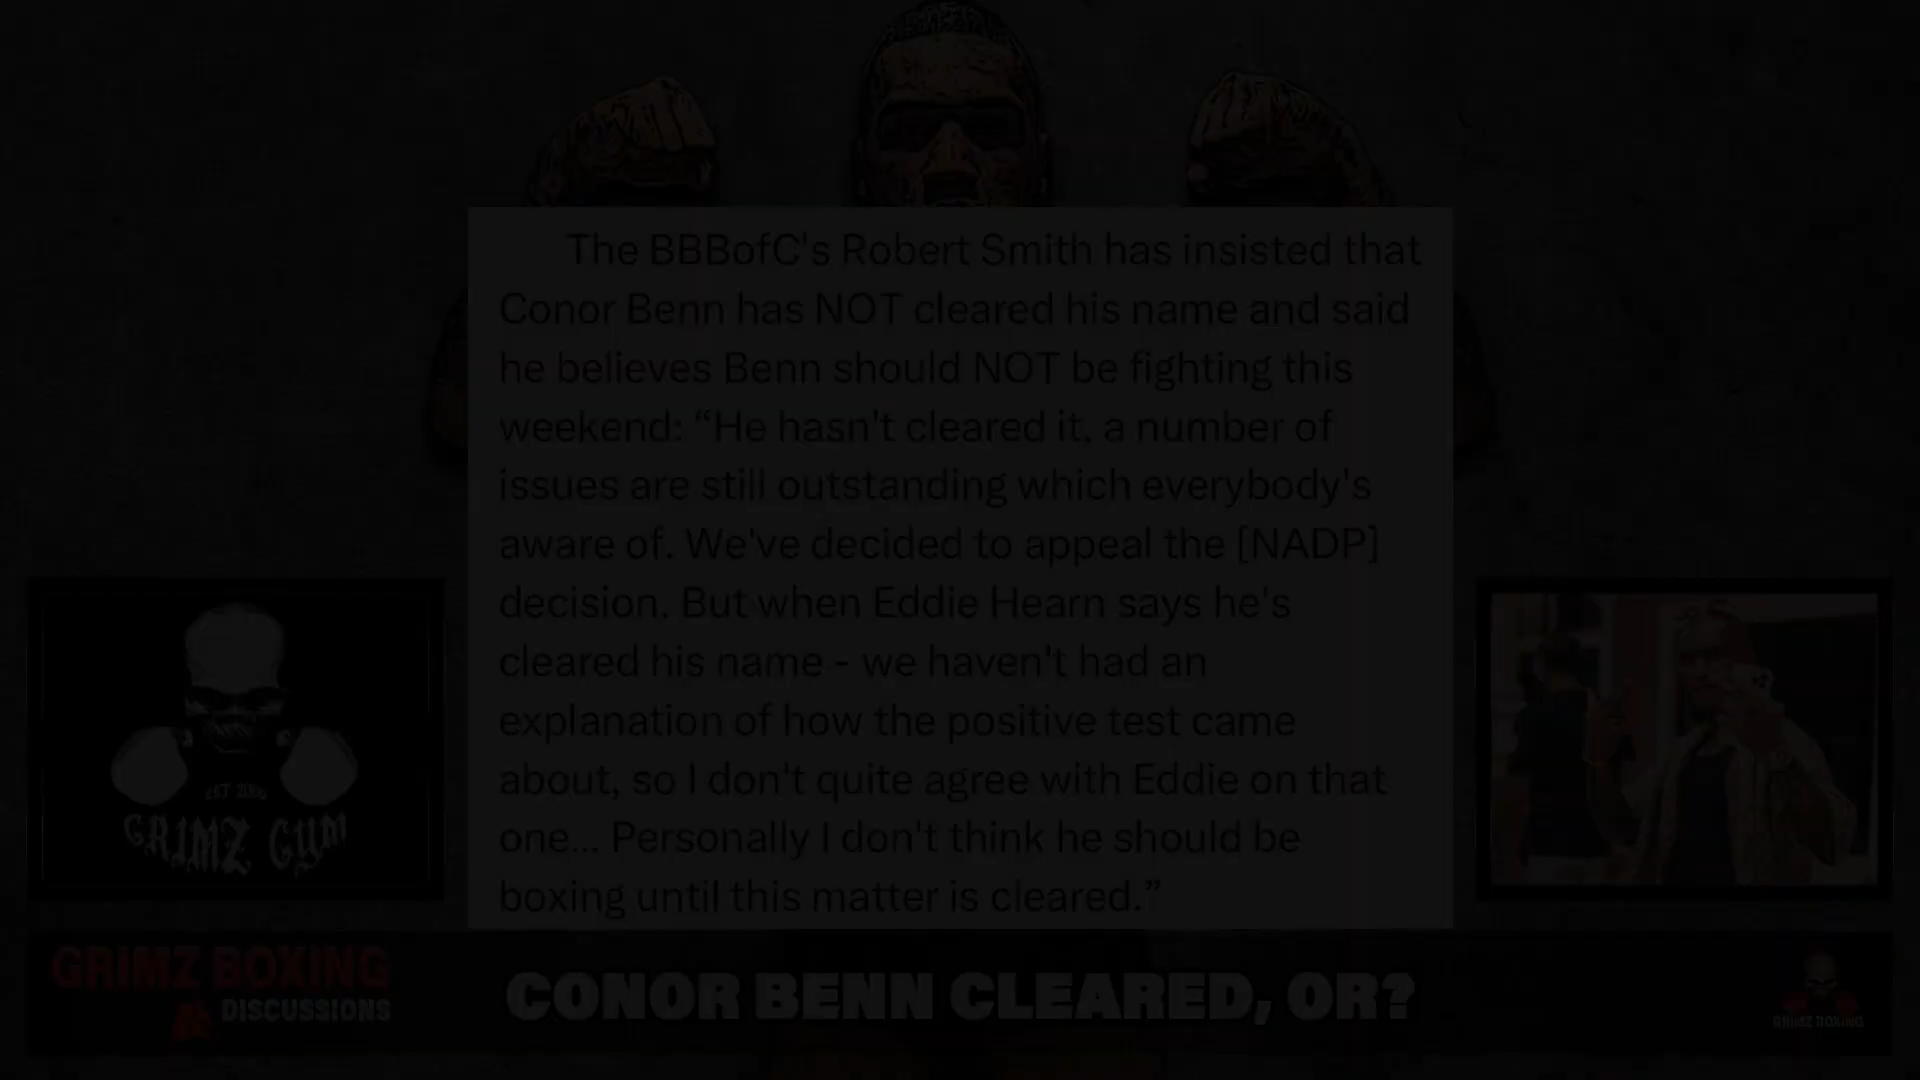 The BBBofC's Robert Smith has insisted that
Conor Benn has NOT cleared his name and said
he believes Benn should NOT be fighting this
weekend: “He hasn't cleared it, a number of
issues are still outstanding which everybody's
aware of. We've decided to appeal the [NADP]
decision. But when Eddie Hearn says he's
cleared his name - we haven't had an
explanation of how the positive test came
about, so I don't quite agree with Eddie on that
one... Personally I don't think he should be
boxing until this matter is cleared.”
EST 2006
GRIMZ GYM
GRIMZ BOXING
DISCUSSIONS
CONOR BENN CLEARED, OR?
GRIMZ BOXING